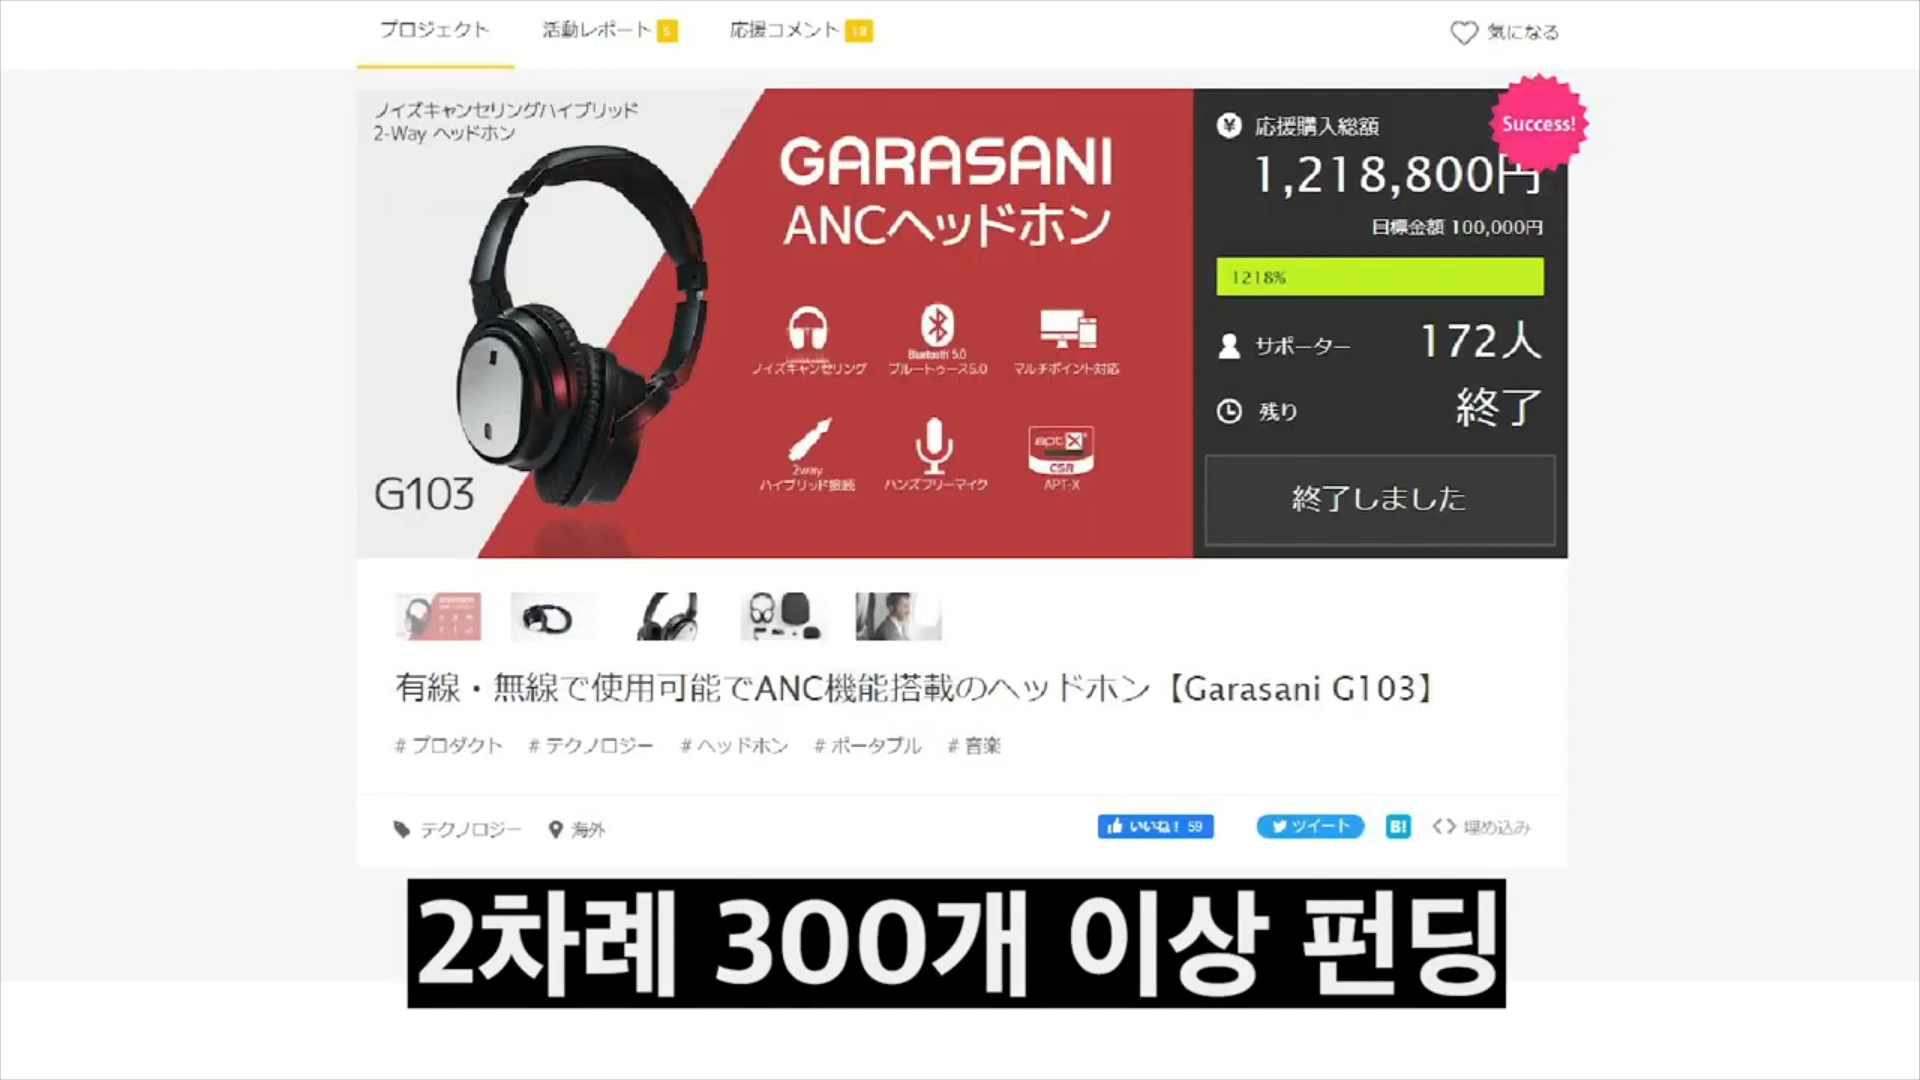 プロジェクト 活動レポート 5 応援コメント 18 気になる
ノイズキャンセリングハイブリッド
2-Way ヘッドホン
GARASANI
ANCヘッドホン
ノイズキャンセリング
Bluetooth 5.0
ブルートゥース5.0
マルチポイント対応
2way
ハイブリッド接続
ハンズフリーマイク
aptX
CSR
APT-X
G103
Success!
応援購入総額
1,218,800円
目標金額 100,000円
1218%
サポーター 172人
残り 終了
終了しました
有線・無線で使用可能でANC機能搭載のヘッドホン【Garasani G103】
# プロダクト # テクノロジー # ヘッドホン # ポータブル # 音楽
テクノロジー 海外 いいね! 59 ツイート B! 埋め込み
2차례 300개 이상 펀딩